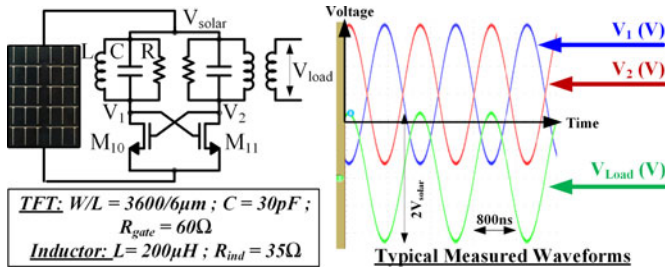 V_solar
L C R
V_load
V_1 V_2
M_10 M_11
TFT: W/L = 3600/6μm ; C = 30pF ;
R_gate = 60Ω
Inductor: L= 200μH ; R_ind = 35Ω
Voltage
V_1 (V)
V_2 (V)
Time
V_Load (V)
2V_solar
800ns
Typical Measured Waveforms